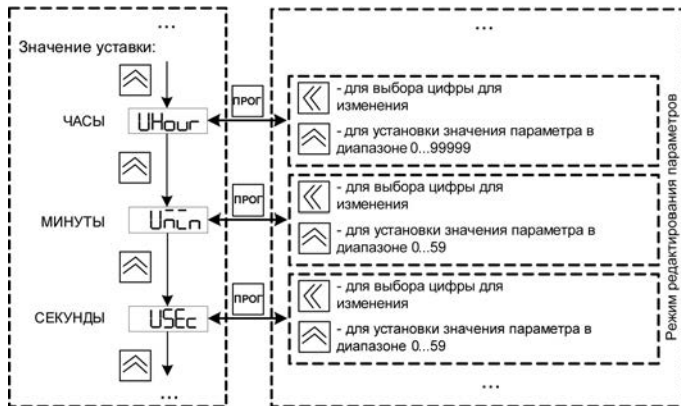 ...
Значение уставки:
ЧАСЫ
UHour
МИНУТЫ
Umin
СЕКУНДЫ
USEc
...
ПРОГ
ПРОГ
ПРОГ
...
- для выбора цифры для
изменения
- для установки значения параметра в
диапазоне 0...99999
- для выбора цифры для
изменения
- для установки значения параметра в
диапазоне 0...59
- для выбора цифры для
изменения
- для установки значения параметра в
диапазоне 0...59
...
Режим редактирования параметров